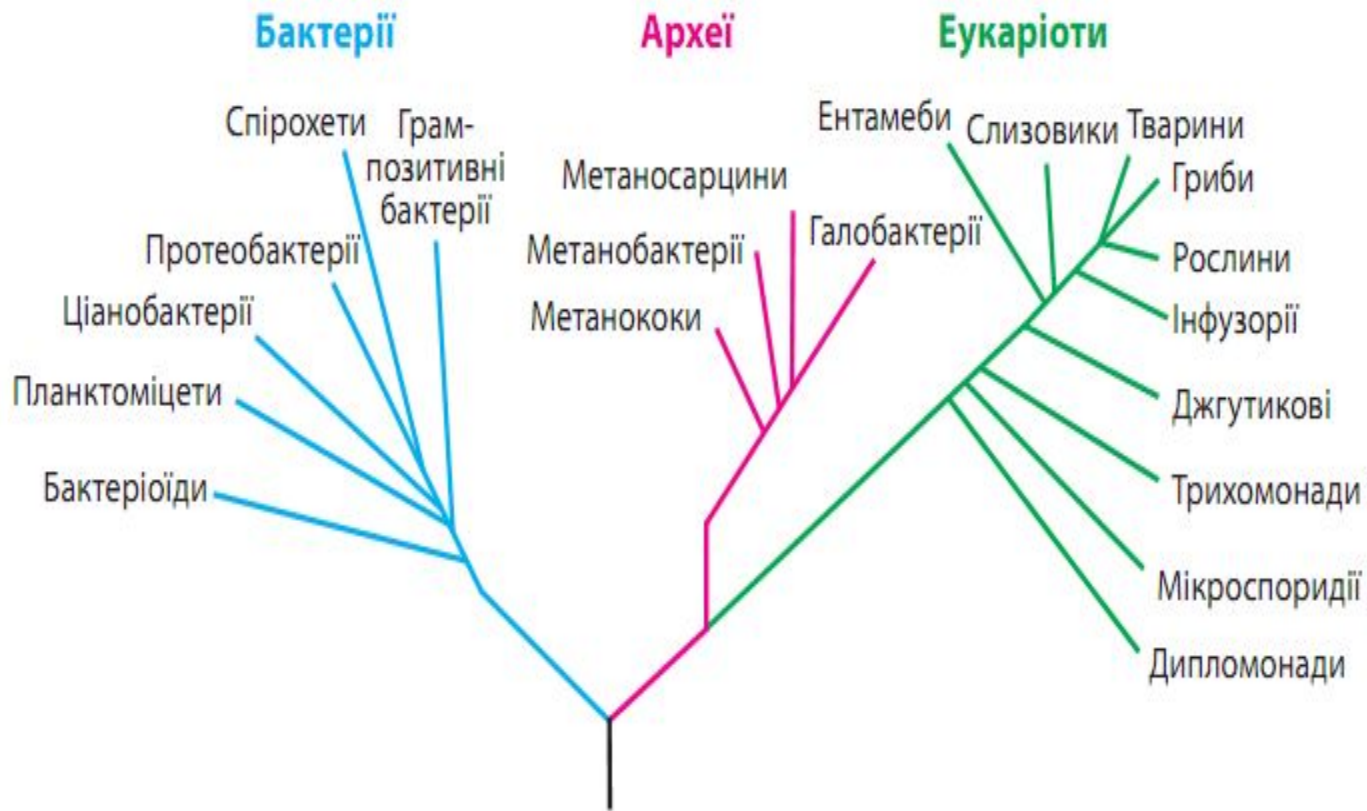 Бактерії
Археї
Еукаріоти
Спірохети
Грам-
позитивні
бактерії
Протеобактерії
Ціанобактерії
Планктоміцети
Бактеріоїди
Метаносарцини
Метанобактерії
Галобактерії
Метанококи
Ентамеби
Слизовики
Тварини
Гриби
Рослини
Інфузорії
Джгутикові
Трихомонади
Мікроспоридії
Дипломонади